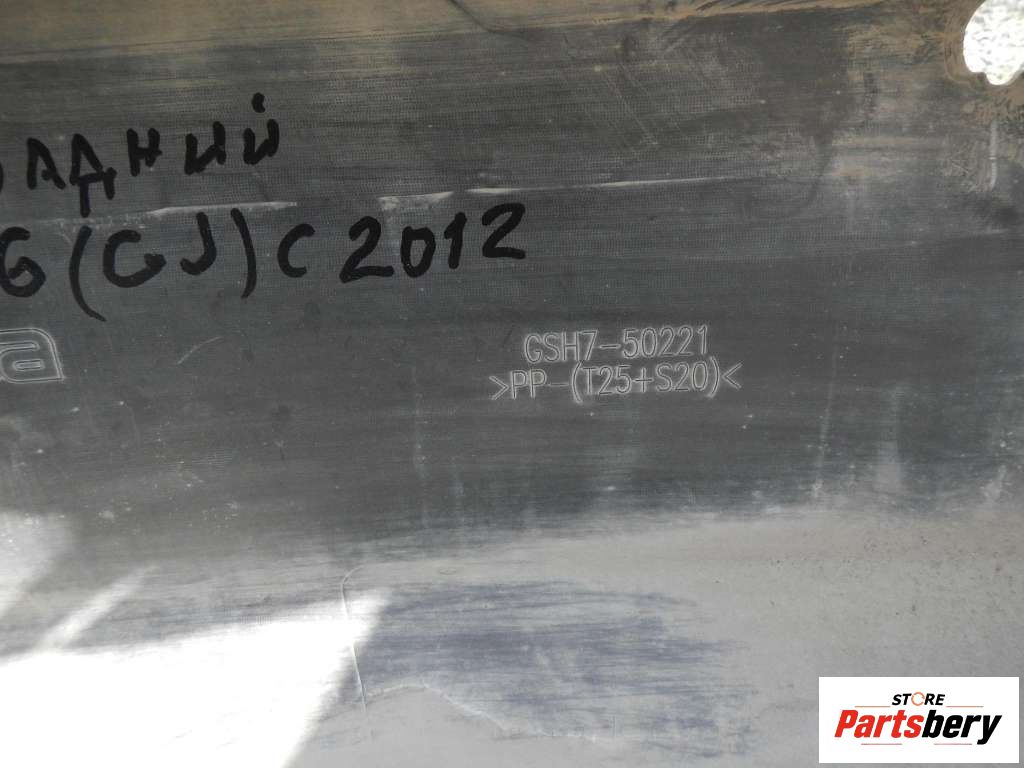 АДНИЙ
6(GJ) С 2012
a
GSH7-50221
>PP-(T25+S20)<
STORE
Partsbery